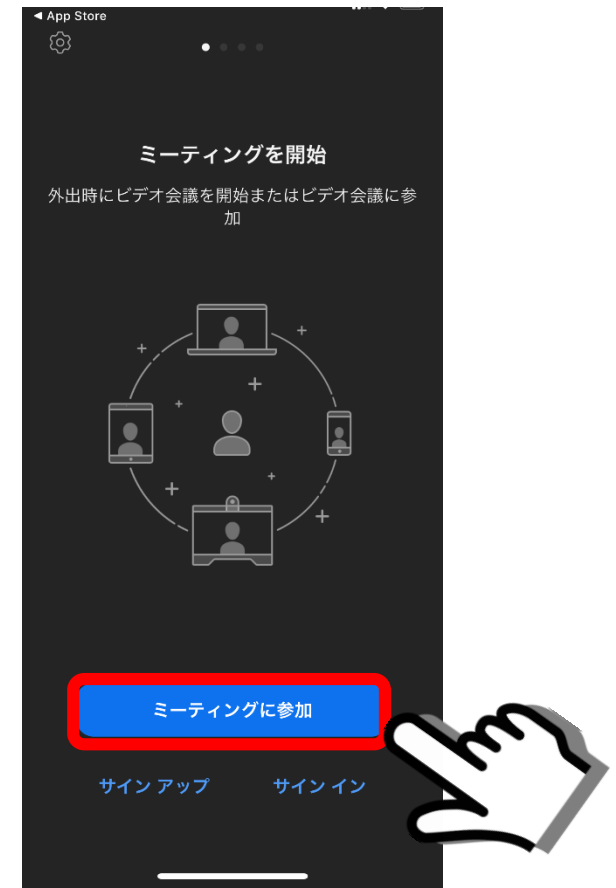 ◀ App Store
ミーティングを開始
外出時にビデオ会議を開始またはビデオ会議に参
加
ミーティングに参加
サイン アップ サイン イン